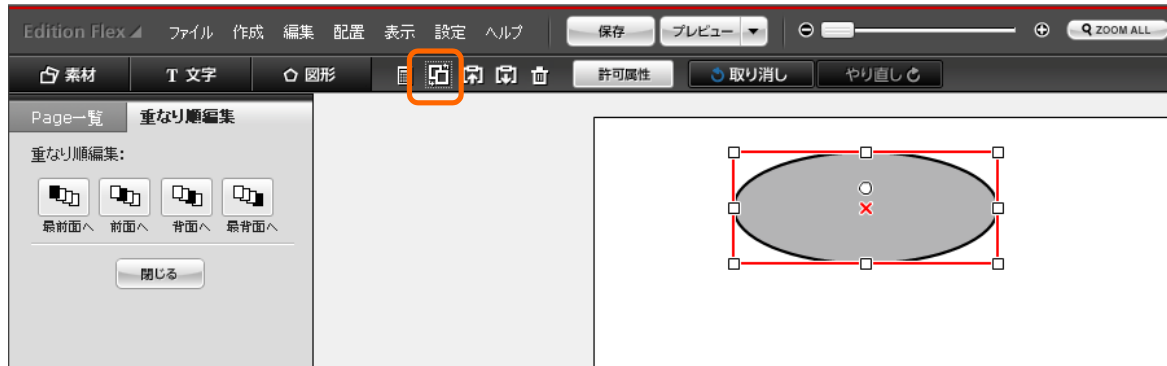 Edition Flex ファイル 作成 編集 配置 表示 設定 ヘルプ 保存 プレビュー ZOOM ALL
素材 T 文字 図形 許可属性 取り消し やり直し
Page一覧 重なり順編集
重なり順編集:
最前面へ 前面へ 背面へ 最背面へ
閉じる